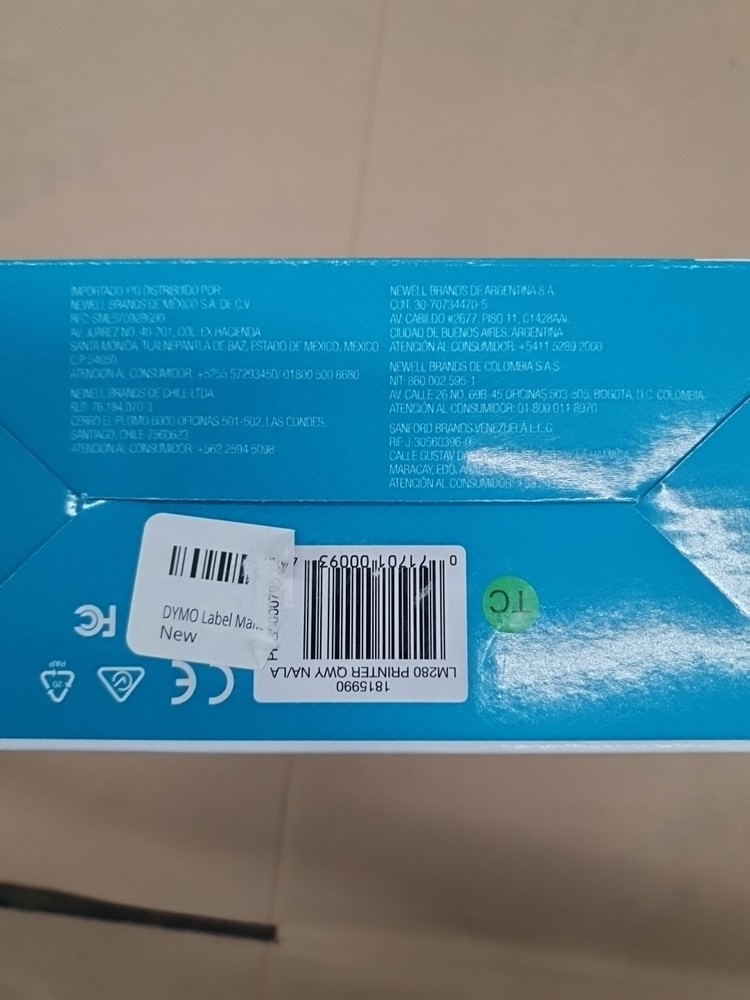 IMPORTADO Y/O DISTRIBUIDO POR
NEWELL BRANDS DE MÉXICO S.A. DE C.V.
RFC: SME570928G90
AV. JUÁREZ NO. 40 201, COL. EX HACIENDA
SANTA MÓNICA, TLALNEPANTLA DE BAZ, ESTADO DE MÉXICO, MÉXICO
C.P. 54050
ATENCIÓN AL CONSUMIDOR: +8255 57293450/ 01800 500 8680
NEWELL BRANDS DE CHILE LTDA
RUT: 76.184.070-3
CERRO EL PLOMO 6000 OFICINAS 501-502, LAS CONDES,
SANTIAGO, CHILE 7560623
ATENCIÓN AL CONSUMIDOR: +562 2594 5098
NEWELL BRANDS DE ARGENTINA S.A.
CUIT. 30-70734470-5
AV. CABILDO #2677, PISO 11, C1428AAI,
CIUDAD DE BUENOS AIRES, ARGENTINA
ATENCIÓN AL CONSUMIDOR: +5411 5289 2000
NEWELL BRANDS DE COLOMBIA S.A.S.
NIT: 860.002.595-1
AV. CALLE 26 NO. 69B-45 OFICINAS 503-505, BOGOTA, D.C. COLOMBIA
ATENCIÓN AL CONSUMIDOR: 01 800 011 8970
SANFORD BRANDS VENEZUELA L.L.C
RIF J-30560396-0
CALLE GUSTAV
MARACAY, EDO.
ATENCIÓN AL CONSUMIDOR:
DYMO Label
New
0 71701 00093
LM280 PRINTER QWY NA/LA
1815990
TC
FC
CE
20
PAP